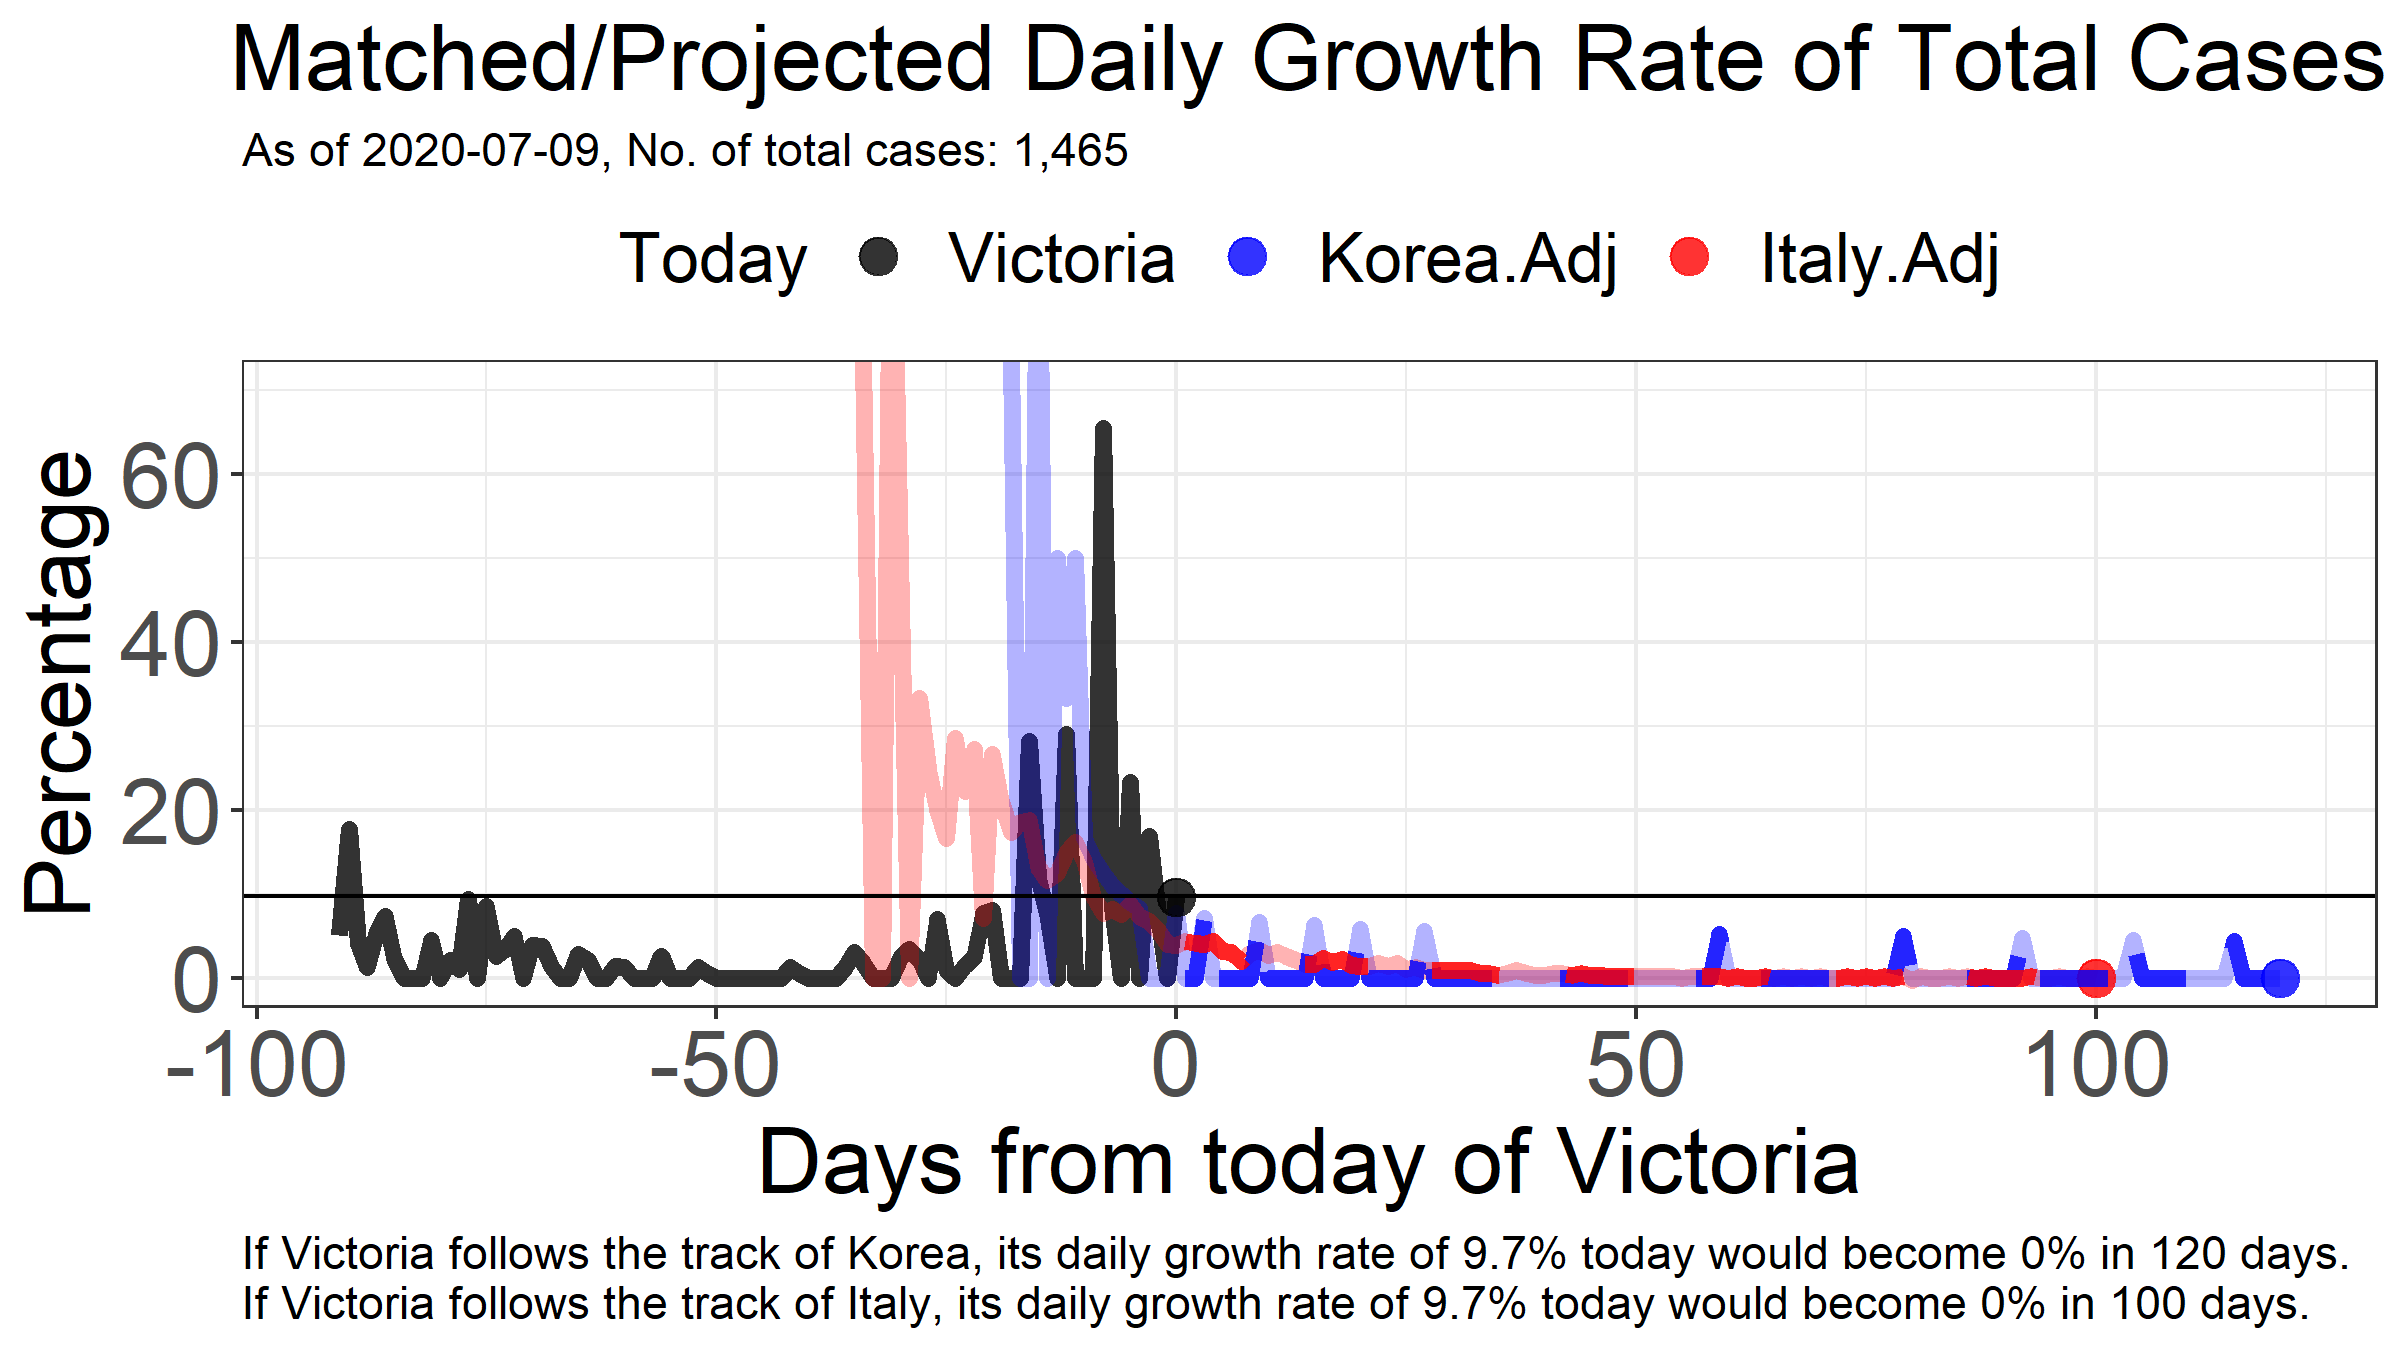 Matched/Projected Daily Growth Rate of Total Cases
As of 2020-07-09, No. of total cases: 1,465
Today Victoria Korea.Adj Italy.Adj
Percentage
60
40
20
0
-100 -50 0 50 100
Days from today of Victoria
If Victoria follows the track of Korea, its daily growth rate of 9.7% today would become 0% in 120 days.
If Victoria follows the track of Italy, its daily growth rate of 9.7% today would become 0% in 100 days.